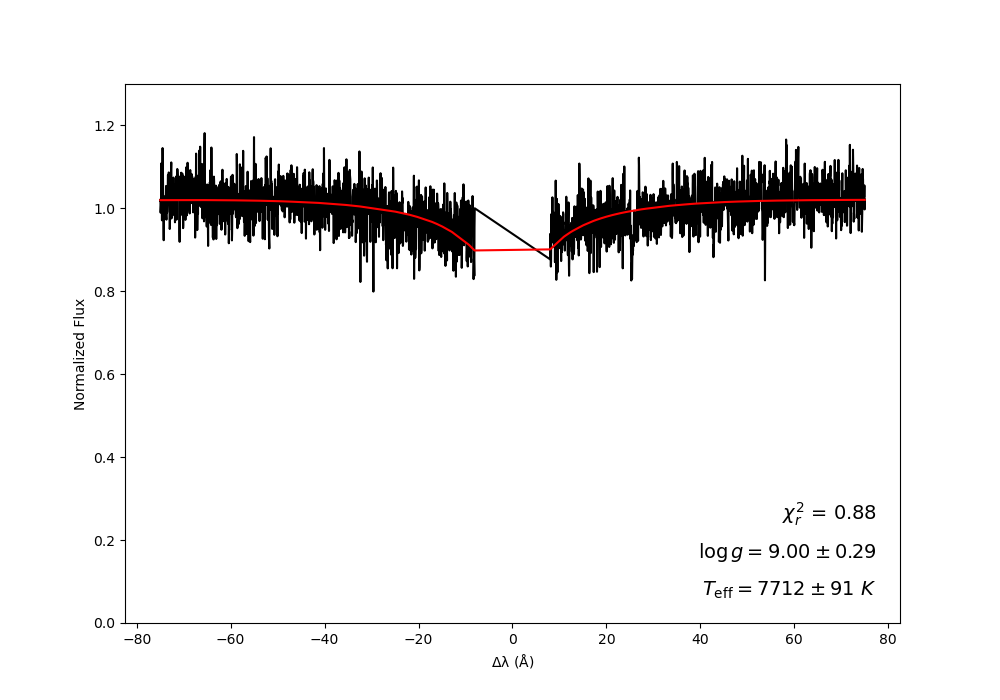 1.2
1.0
0.8
0.6
0.4
0.2
0.0
Normalized Flux
χ²ᵣ = 0.88
log g = 9.00 ± 0.29
T_eff = 7712 ± 91 K
−80 −60 −40 −20 0 20 40 60 80
Δλ (Å)